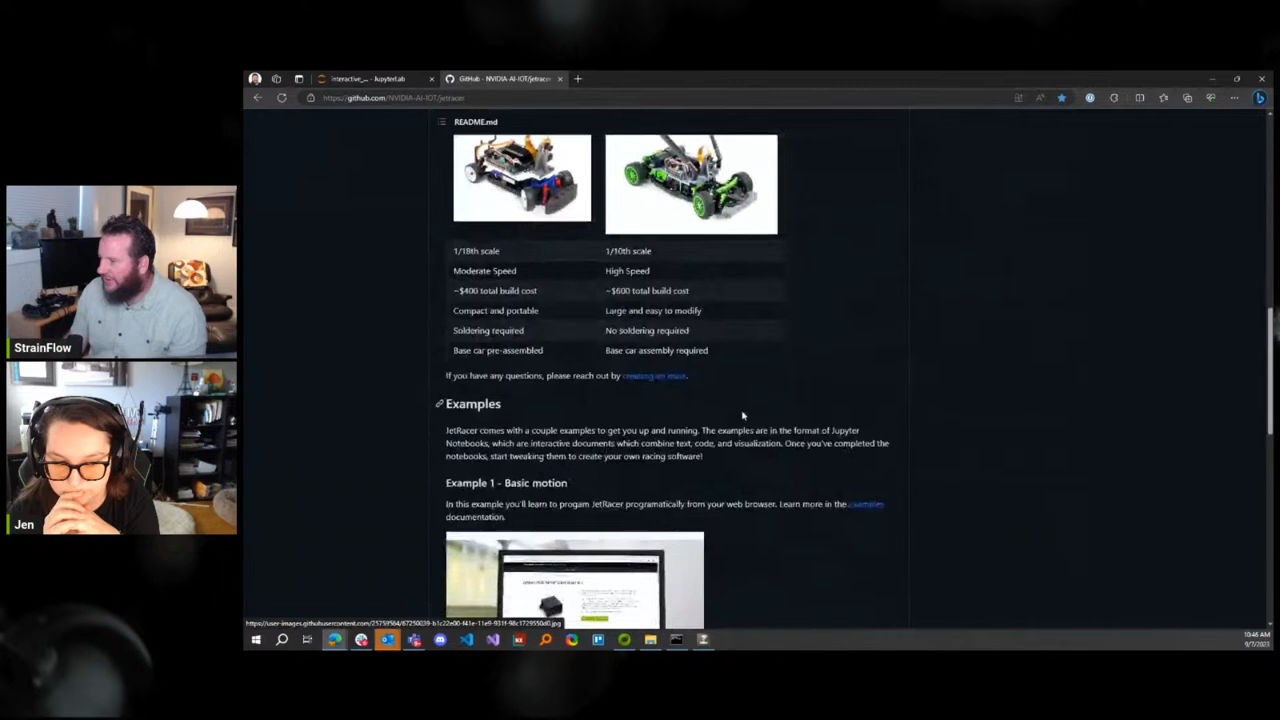 interactive_... - JupyterLab
GitHub - NVIDIA-AI-IOT/jetracer
https://github.com/NVIDIA-AI-IOT/jetracer
README.md
1/18th scale 1/10th scale
Moderate Speed High Speed
~$400 total build cost ~$600 total build cost
Compact and portable Large and easy to modify
Soldering required No soldering required
Base car pre-assembled Base car assembly required
If you have any questions, please reach out by creating an issue.
Examples
JetRacer comes with a couple examples to get you up and running. The examples are in the format of Jupyter
Notebooks, which are interactive documents which combine text, code, and visualization. Once you've completed the
notebooks, start tweaking them to create your own racing software!
Example 1 - Basic motion
In this example you'll learn to progam JetRacer programatically from your web browser. Learn more in the examples
documentation.
StrainFlow
Jen
10:46 AM
9/7/2023